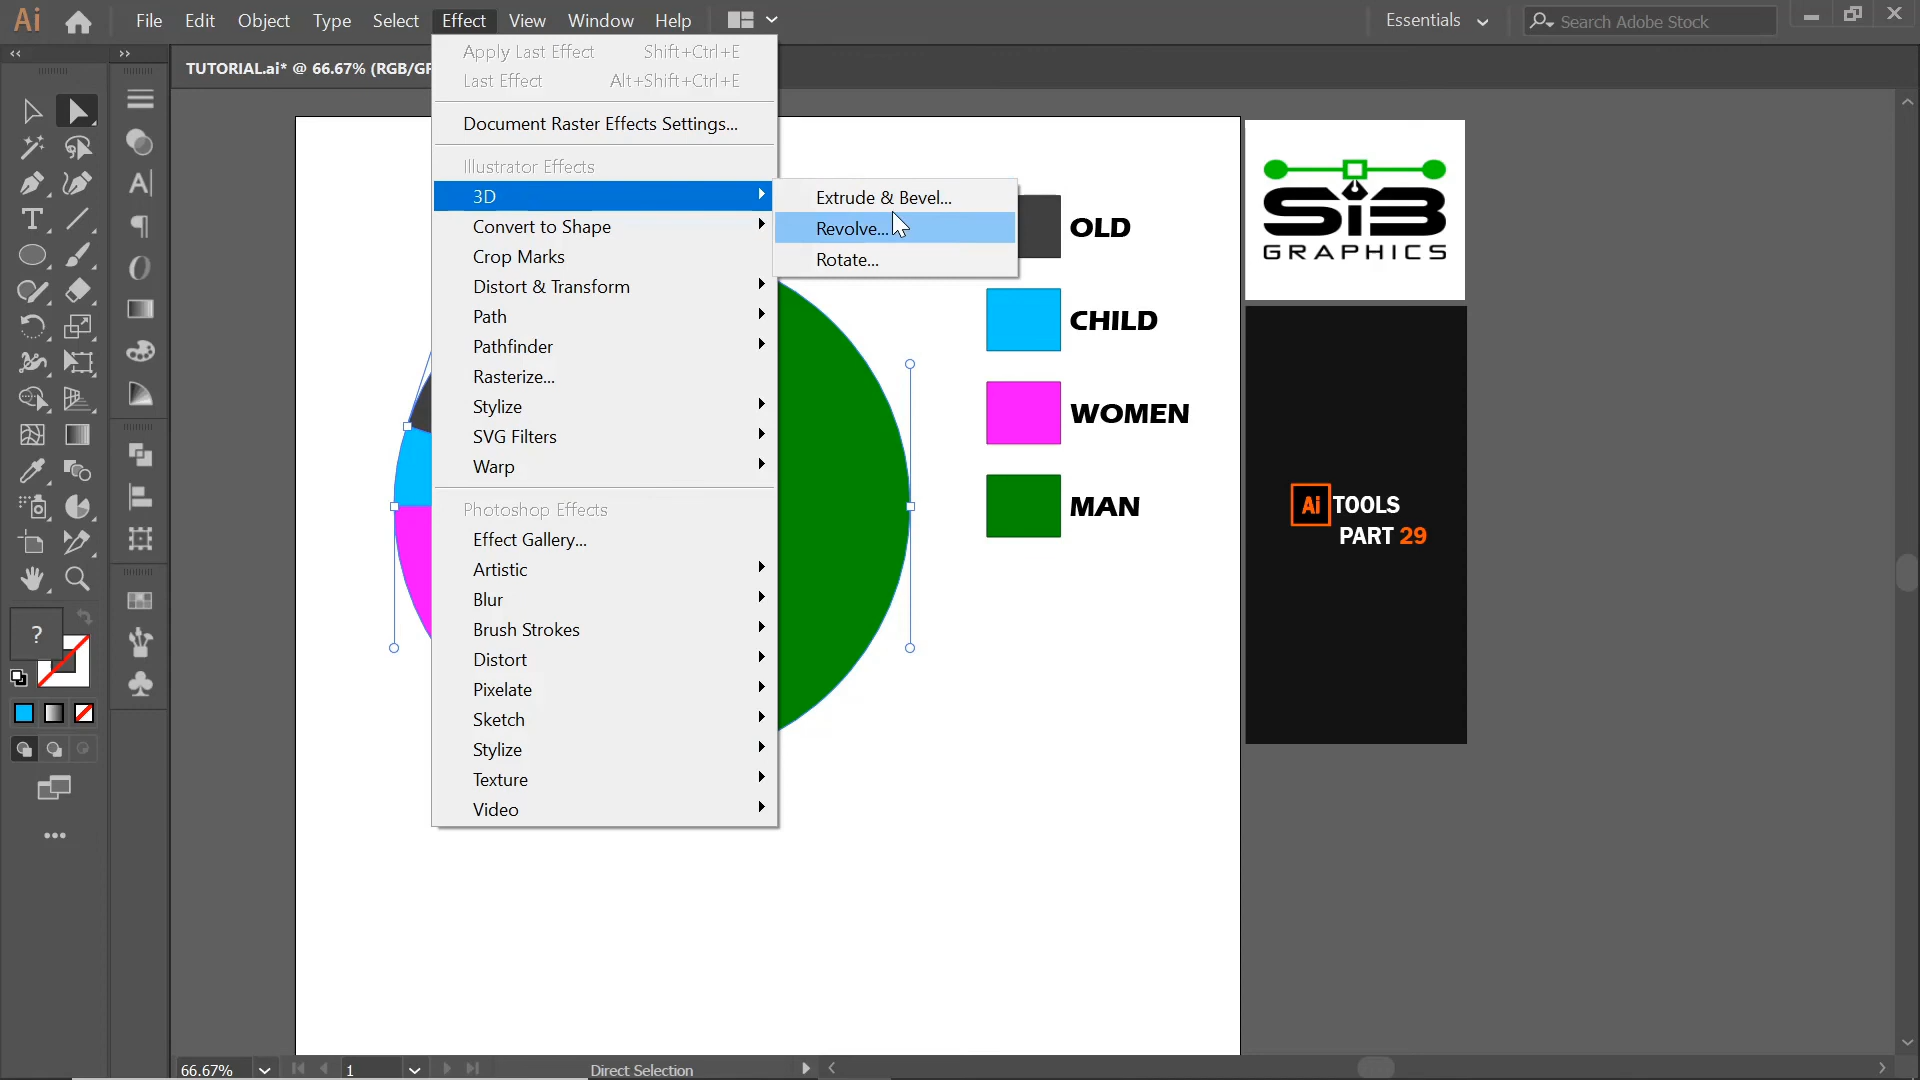 Ai File Edit Object Type Select Effect View Window Help Essentials Search Adobe Stock
TUTORIAL.ai* @ 66.67% (RGB/GP
Apply Last Effect Shift+Ctrl+E
Last Effect Alt+Shift+Ctrl+E
Document Raster Effects Settings...
Illustrator Effects
3D
Convert to Shape
Crop Marks
Distort & Transform
Path
Pathfinder
Rasterize...
Stylize
SVG Filters
Warp
Photoshop Effects
Effect Gallery...
Artistic
Blur
Brush Strokes
Distort
Pixelate
Sketch
Stylize
Texture
Video
Extrude & Bevel...
Revolve...
Rotate...
OLD
CHILD
WOMEN
MAN
SiB
GRAPHICS
Ai TOOLS
PART 29
?
66.67% 1 Direct Selection